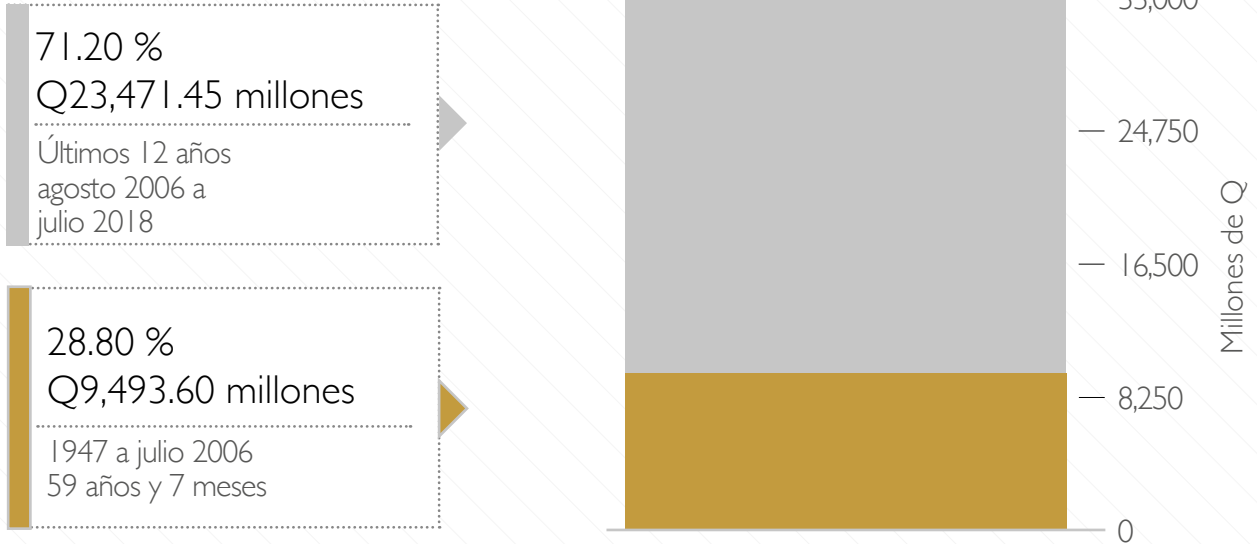 71.20 %
Q23,471.45 millones
Últimos 12 años
agosto 2006 a
julio 2018
28.80 %
Q9,493.60 millones
1947 a julio 2006
59 años y 7 meses
24,750
16,500
8,250
0
Millones de Q